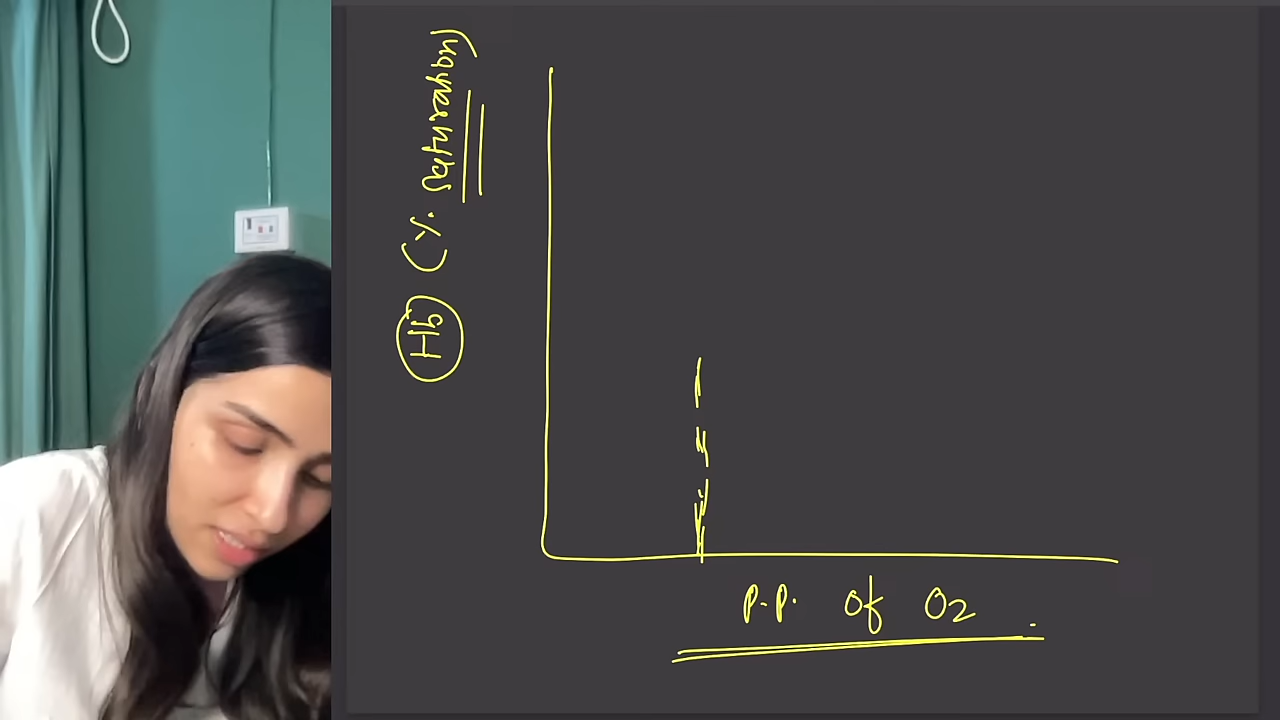 Hb (% saturation)
P.P. of O2